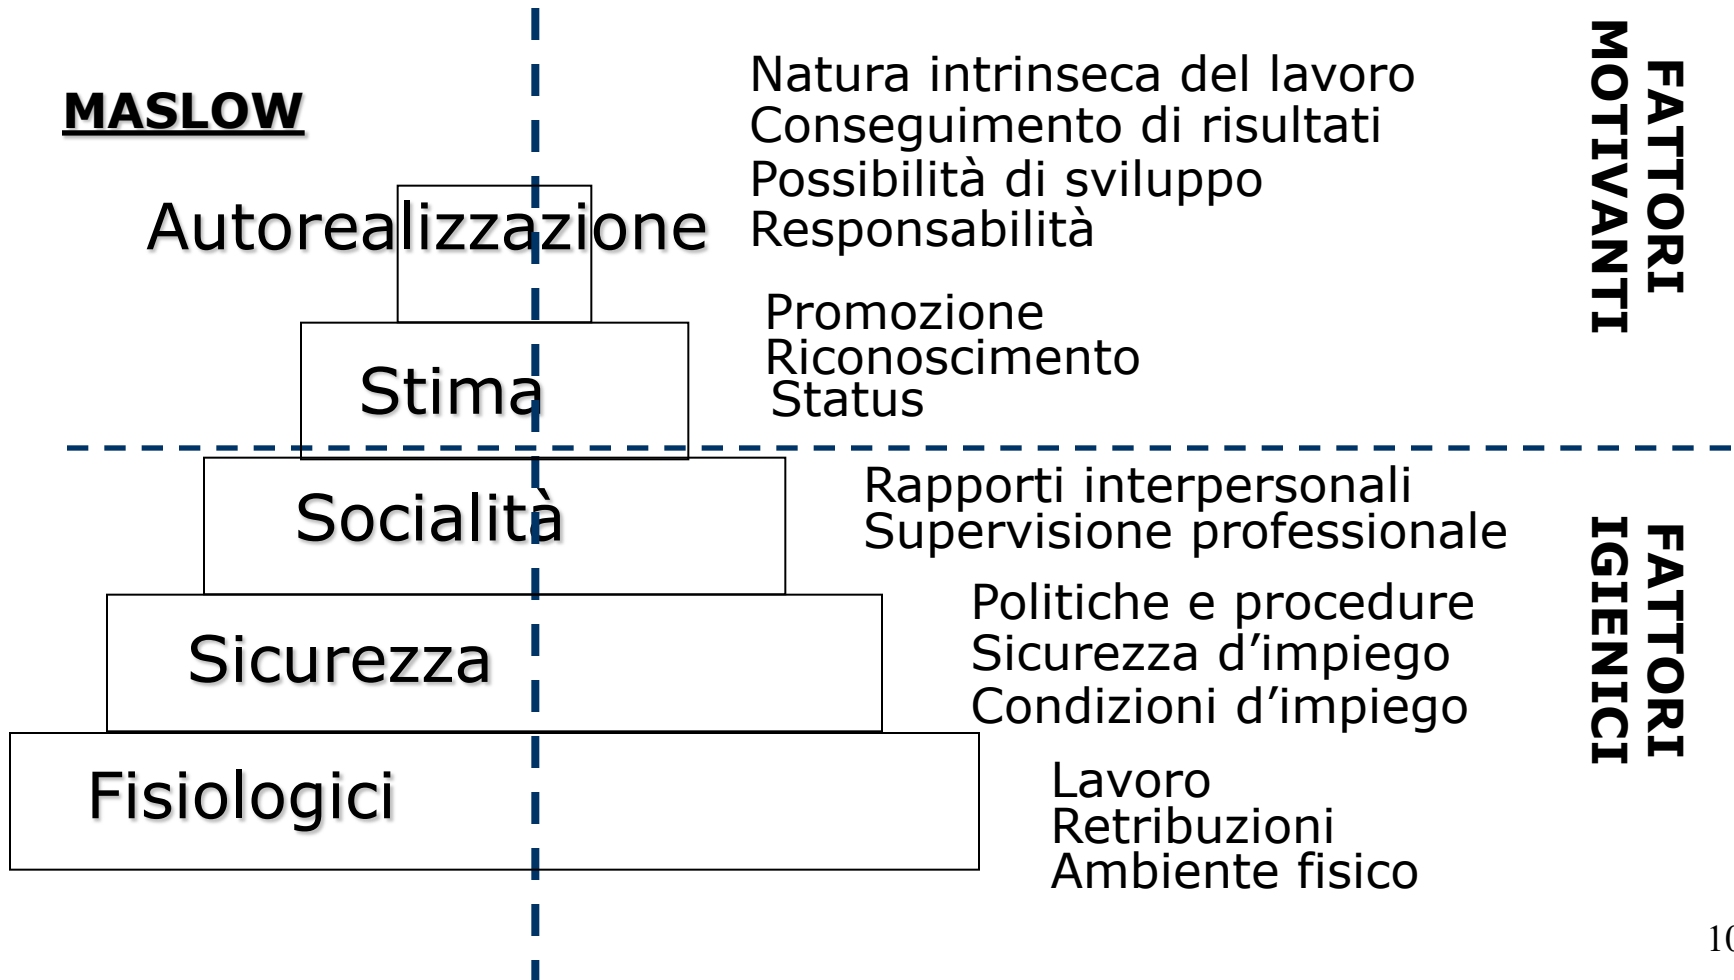 MASLOW
Autorealizzazione
Stima
Socialità
Sicurezza
Fisiologici
Natura intrinseca del lavoro
Conseguimento di risultati
Possibilità di sviluppo
Responsabilità
Promozione
Riconoscimento
Status
Rapporti interpersonali
Supervisione professionale
Politiche e procedure
Sicurezza d’impiego
Condizioni d’impiego
Lavoro
Retribuzioni
Ambiente fisico
FATTORI
MOTIVANTI
FATTORI
IGIENICI
10